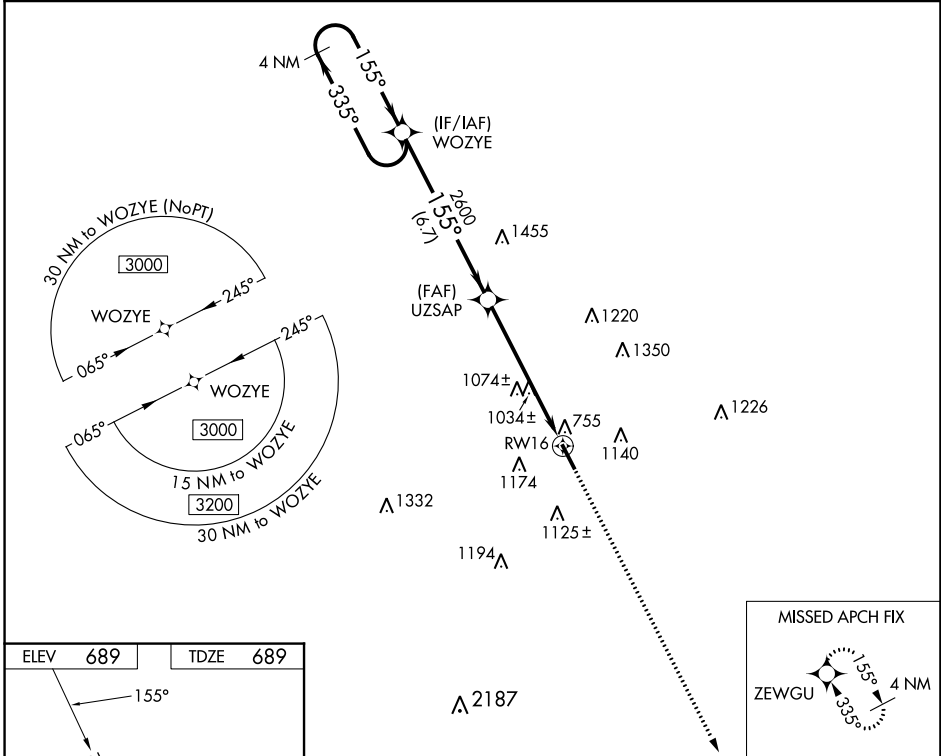 4 NM
155°
335°
(IF/IAF)
WOZYE
2600
155°
(6.7)
1455
30 NM to WOZYE (NoPT)
3000
WOZYE
245°
065°
(FAF)
UZSAP
1220
1350
245°
WOZYE
065°
3000
15 NM to WOZYE
3200
30 NM to WOZYE
1074±
1034±
755
1226
RW16
1140
1174
1332
1125±
1194
MISSED APCH FIX
ZEWGU
155°
335°
4 NM
ELEV 689
TDZE 689
155°
2187